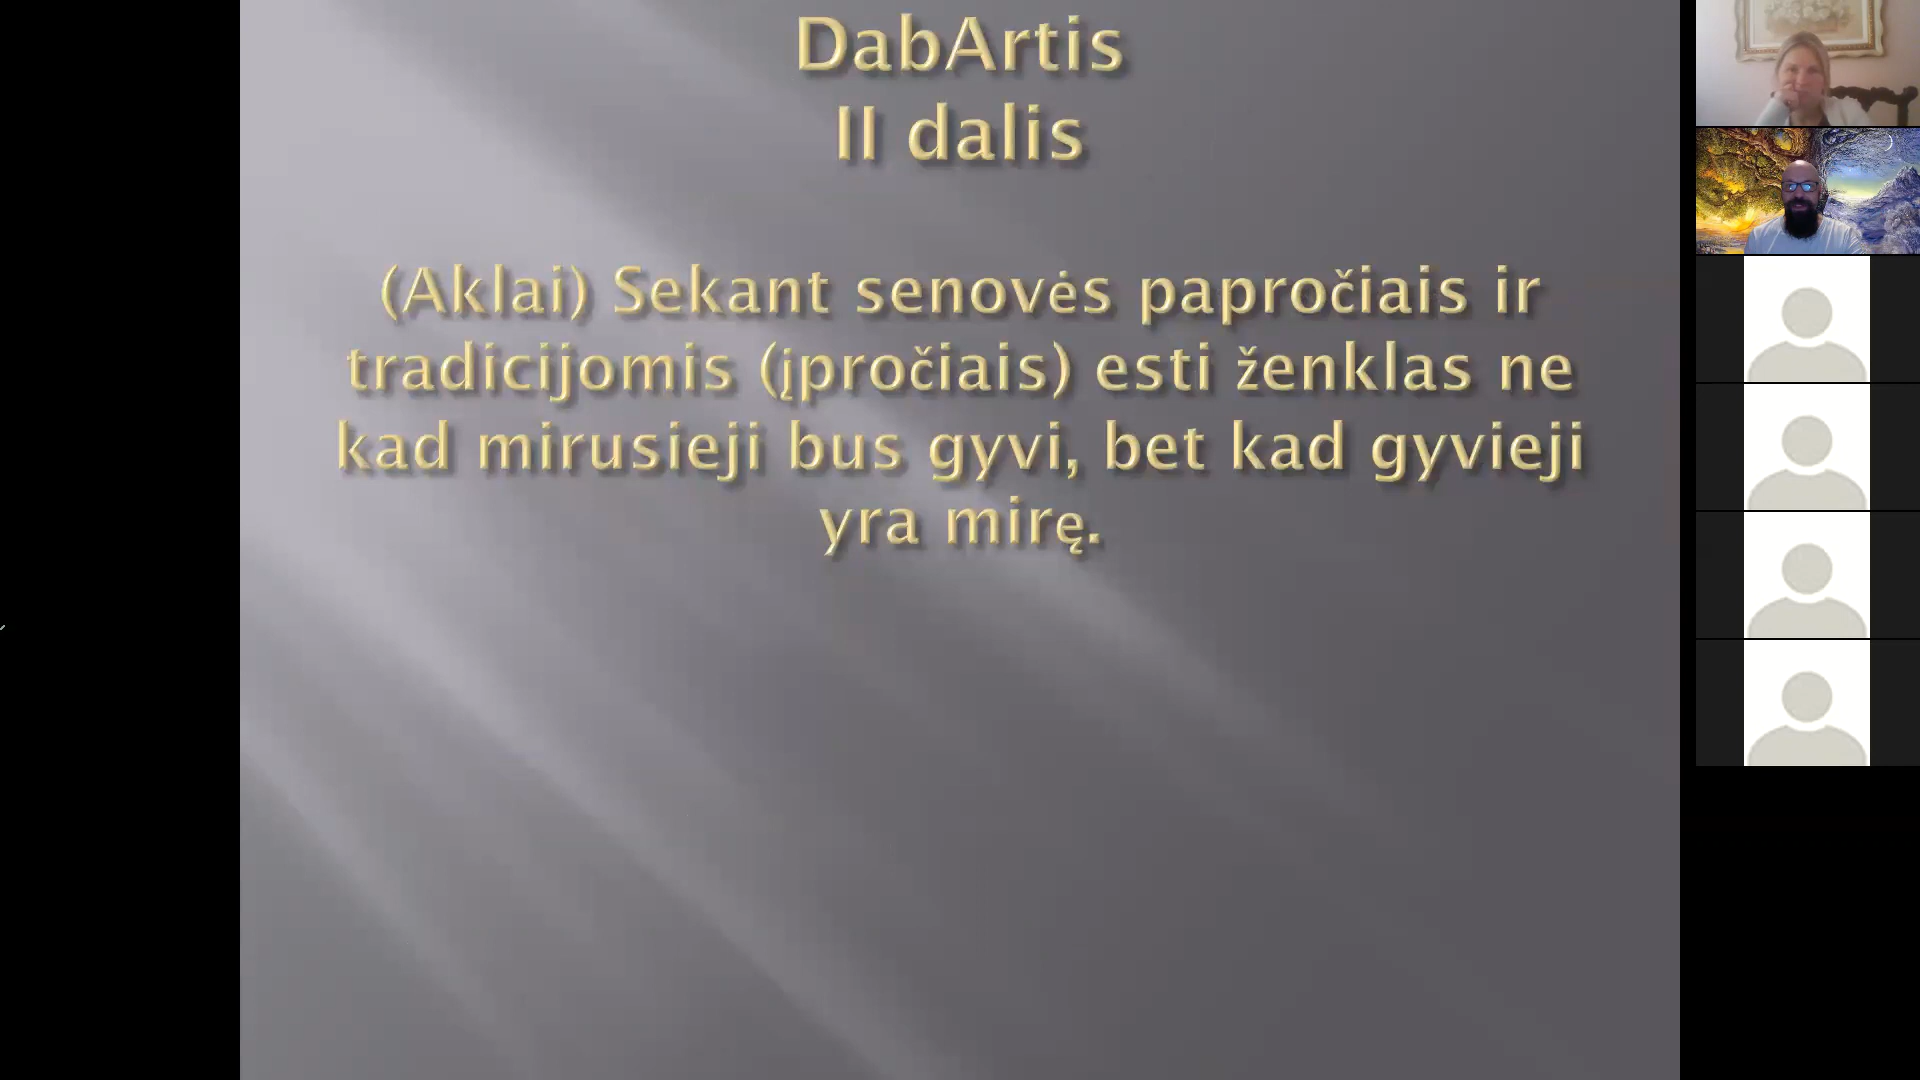 DabArtis
II dalis
(Aklai) Sekant senovės papročiais ir
tradicijomis (įpročiais) esti ženklas ne
kad mirusieji bus gyvi, bet kad gyvieji
yra mirę.